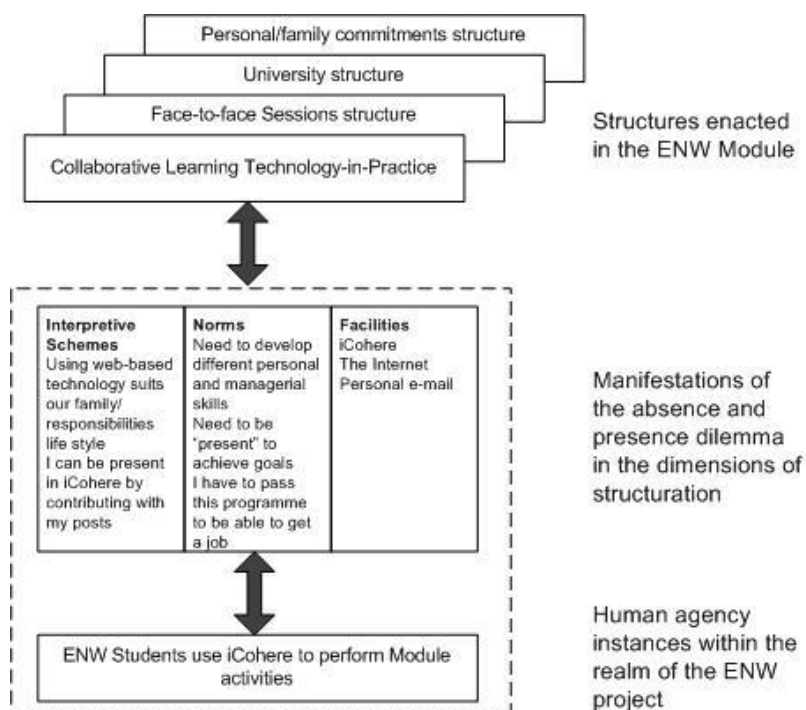 Personal/family commitments structure
University structure
Face-to-face Sessions structure
Collaborative Learning Technology-in-Practice
Structures enacted
in the ENW Module
Interpretive
Schemes
Using web-based
technology suits
our family/
responsibilities
life style
I can be present
in iCohere by
contributing with
my posts
Norms
Need to develop
different personal
and managerial
skills
Need to be
"present" to
achieve goals
I have to pass
this programme
to be able to get
a job
Facilities
iCohere
The Internet
Personal e-mail
Manifestations of
the absence and
presence dilemma
in the dimensions of
structuration
ENW Students use iCohere to perform Module
activities
Human agency
instances within the
realm of the ENW
project